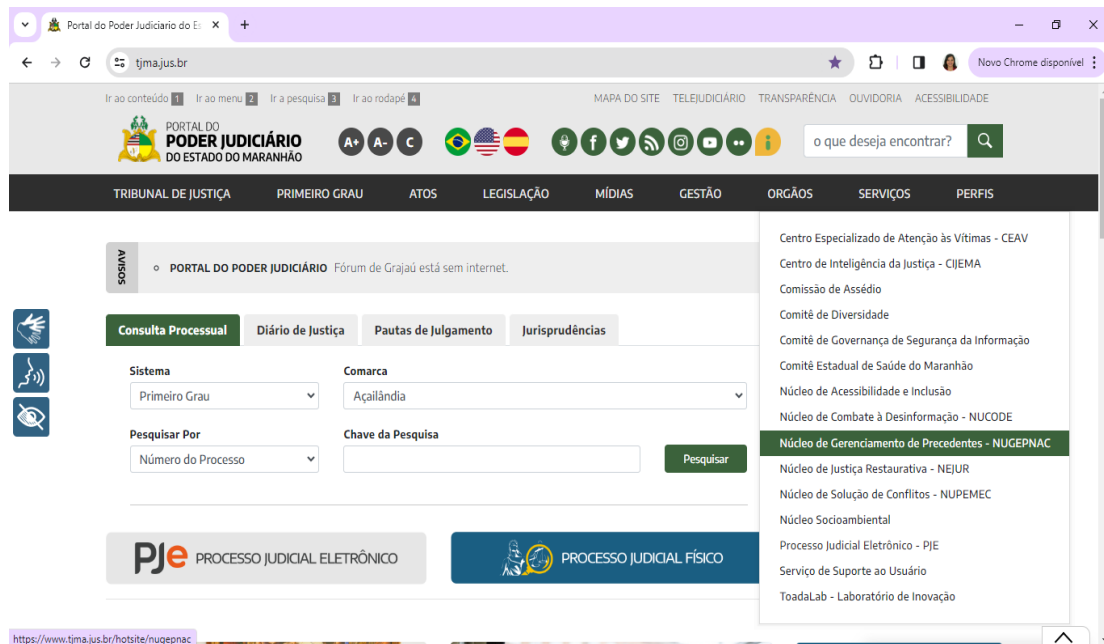 Portal do Poder Judiciario do Es
tjma.jus.br
Novo Chrome disponível
Ir ao conteúdo 1 Ir ao menu 2 Ir a pesquisa 3 Ir ao rodapé 4
MAPA DO SITE TELEJUDICIÁRIO TRANSPARÊNCIA OUVIDORIA ACESSIBILIDADE
PORTAL DO
PODER JUDICIÁRIO
DO ESTADO DO MARANHÃO
A+ A- C
o que deseja encontrar?
TRIBUNAL DE JUSTIÇA PRIMEIRO GRAU ATOS LEGISLAÇÃO MÍDIAS GESTÃO ORGÃOS SERVIÇOS PERFIS
AVISOS
PORTAL DO PODER JUDICIÁRIO Fórum de Grajaú está sem internet.
Consulta Processual Diário de Justiça Pautas de Julgamento Jurisprudências
Sistema Comarca
Primeiro Grau Açailândia
Pesquisar Por Chave da Pesquisa
Número do Processo Pesquisar
PJe PROCESSO JUDICIAL ELETRÔNICO
PROCESSO JUDICIAL FÍSICO
Centro Especializado de Atenção às Vítimas - CEAV
Centro de Inteligência da Justiça - CIJEMA
Comissão de Assédio
Comitê de Diversidade
Comitê de Governança de Segurança da Informação
Comitê Estadual de Saúde do Maranhão
Núcleo de Acessibilidade e Inclusão
Núcleo de Combate à Desinformação - NUCODE
Núcleo de Gerenciamento de Precedentes - NUGEPNAC
Núcleo de Justiça Restaurativa - NEJUR
Núcleo de Solução de Conflitos - NUPEMEC
Núcleo Socioambiental
Processo Judicial Eletrônico - PJE
Serviço de Suporte ao Usuário
ToadaLab - Laboratório de Inovação
https://www.tjma.jus.br/hotsite/nugepnac